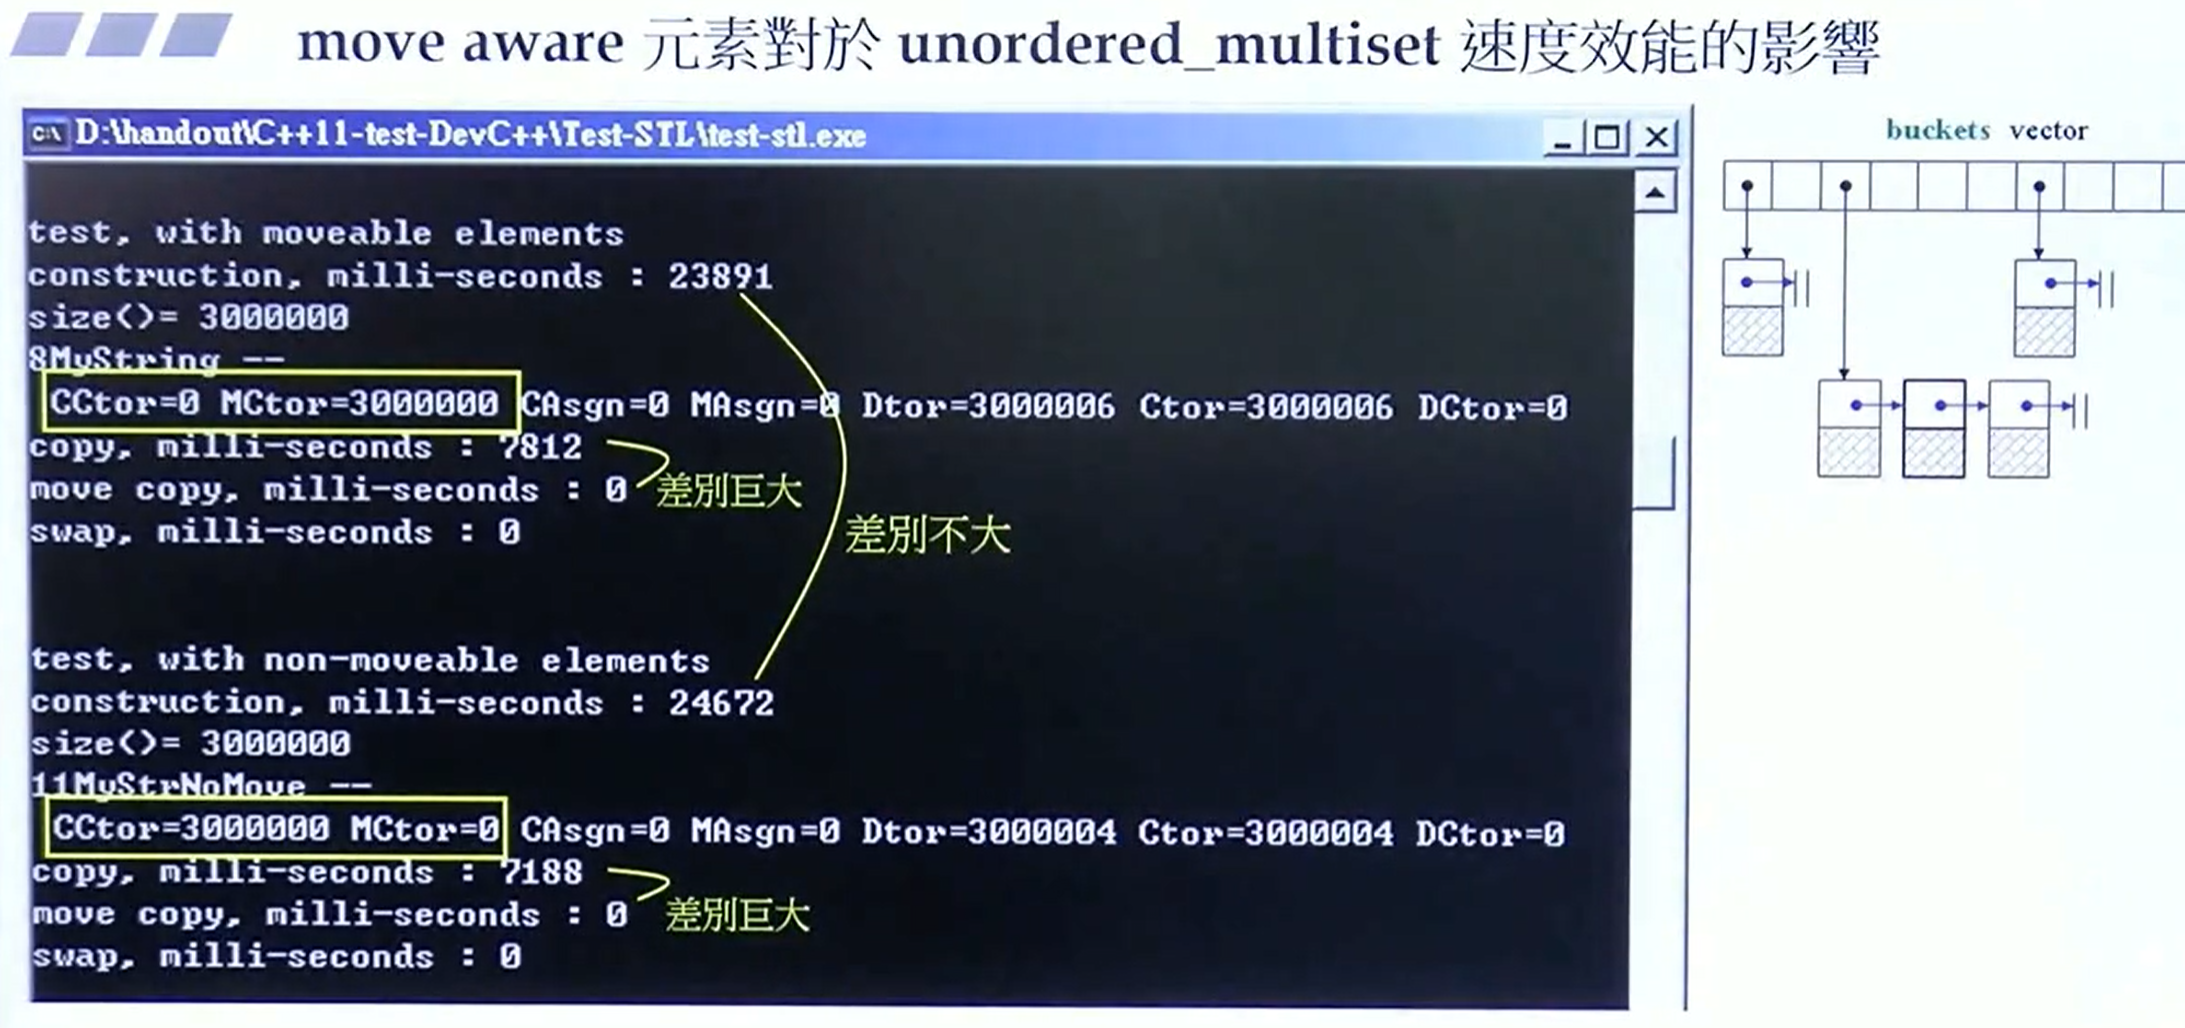 move aware 元素對於 unordered_multiset 速度效能的影響
D:\handout\C++11-test-DevC++\Test-STL\test-stl.exe
test, with moveable elements
construction, milli-seconds : 23891
size()= 3000000
8MyString --
CCtor=0 MCtor=3000000 CAsgn=0 MAsgn=0 Dtor=3000006 Ctor=3000006 DCtor=0
copy, milli-seconds : 7812
move copy, milli-seconds : 0 差別巨大
swap, milli-seconds : 0
差別不大
test, with non-moveable elements
construction, milli-seconds : 24672
size()= 3000000
11MyStrNoMove --
CCtor=3000000 MCtor=0 CAsgn=0 MAsgn=0 Dtor=3000004 Ctor=3000004 DCtor=0
copy, milli-seconds : 7188
move copy, milli-seconds : 0 差別巨大
swap, milli-seconds : 0
buckets vector